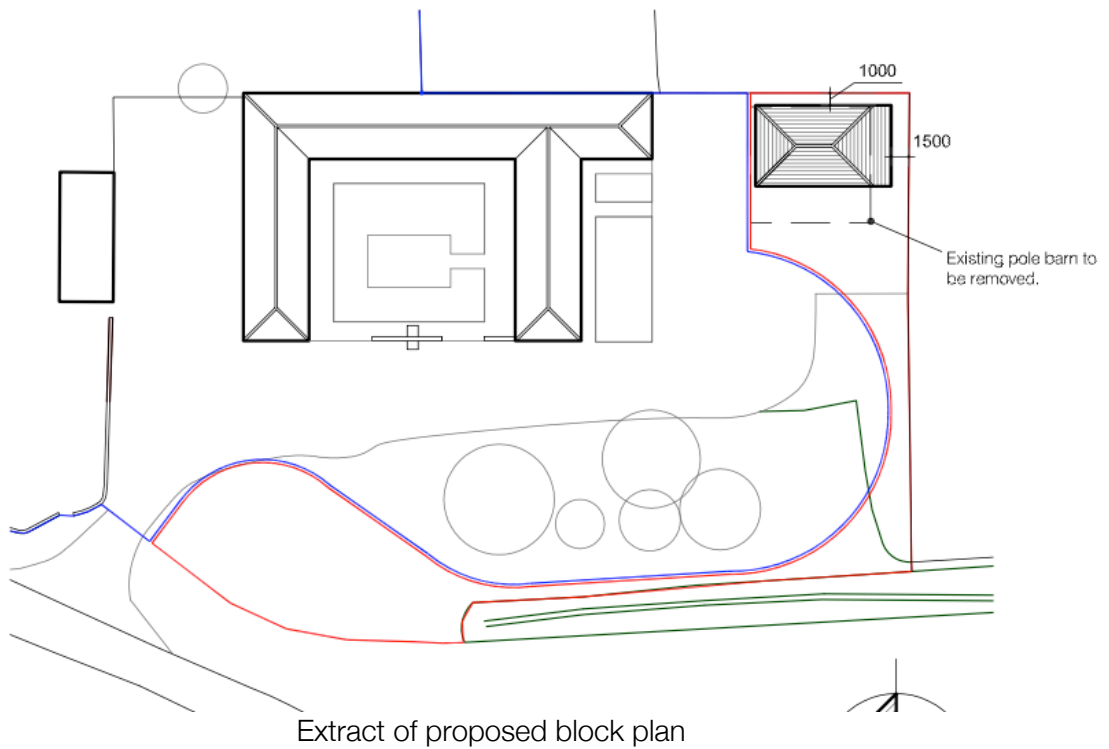 1000
1500
Existing pole barn to
be removed.
Extract of proposed block plan